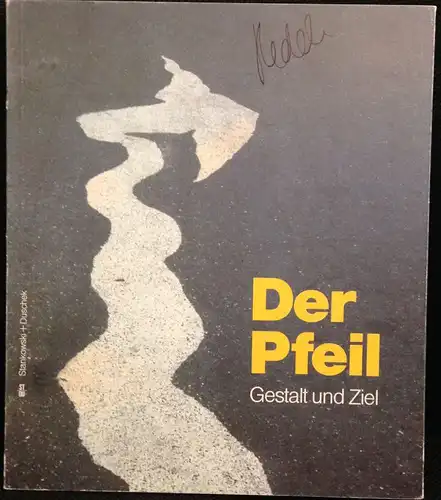 Der
Pfeil
Gestalt und Ziel
Stankowski + Duschek